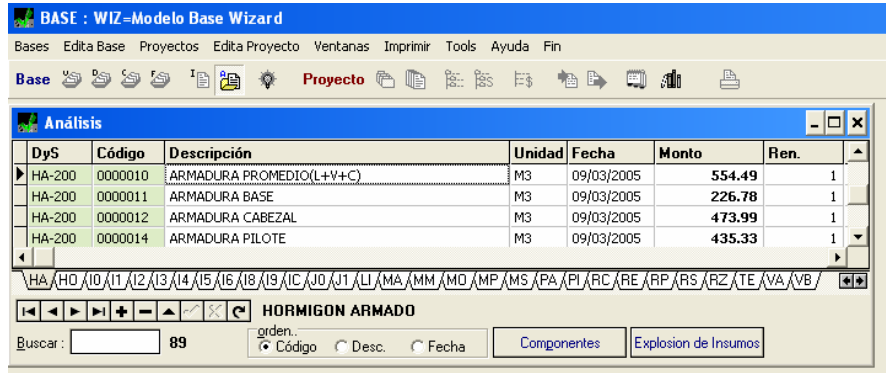 BASE : WIZ=Modelo Base Wizard
Bases Edita Base Proyectos Edita Proyecto Ventanas Imprimir Tools Ayuda Fin
Base Proyecto
Análisis
DyS Código Descripción Unidad Fecha Monto Ren.
HA-200 0000010 ARMADURA PROMEDIO(L+V+C) M3 09/03/2005 554.49 1
HA-200 0000011 ARMADURA BASE M3 09/03/2005 226.78 1
HA-200 0000012 ARMADURA CABEZAL M3 09/03/2005 473.99 1
HA-200 0000014 ARMADURA PILOTE M3 09/03/2005 435.33 1
HA HO I0 I1 I2 I3 I4 I5 I6 I8 I9 IC J0 J1 LI MA MM MO MP MS PA PI RC RE RP RS RZ TE VA VB
HORMIGON ARMADO
Buscar : 89 orden.. Código Desc. Fecha Componentes Explosion de Insumos